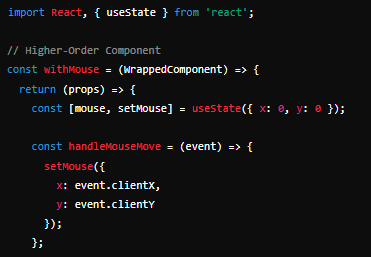 import React, { useState } from 'react';
// Higher-Order Component
const withMouse = (WrappedComponent) => {
return (props) => {
const [mouse, setMouse] = useState({ x: 0, y: 0 });
const handleMouseMove = (event) => {
setMouse({
x: event.clientX,
y: event.clientY
});
};